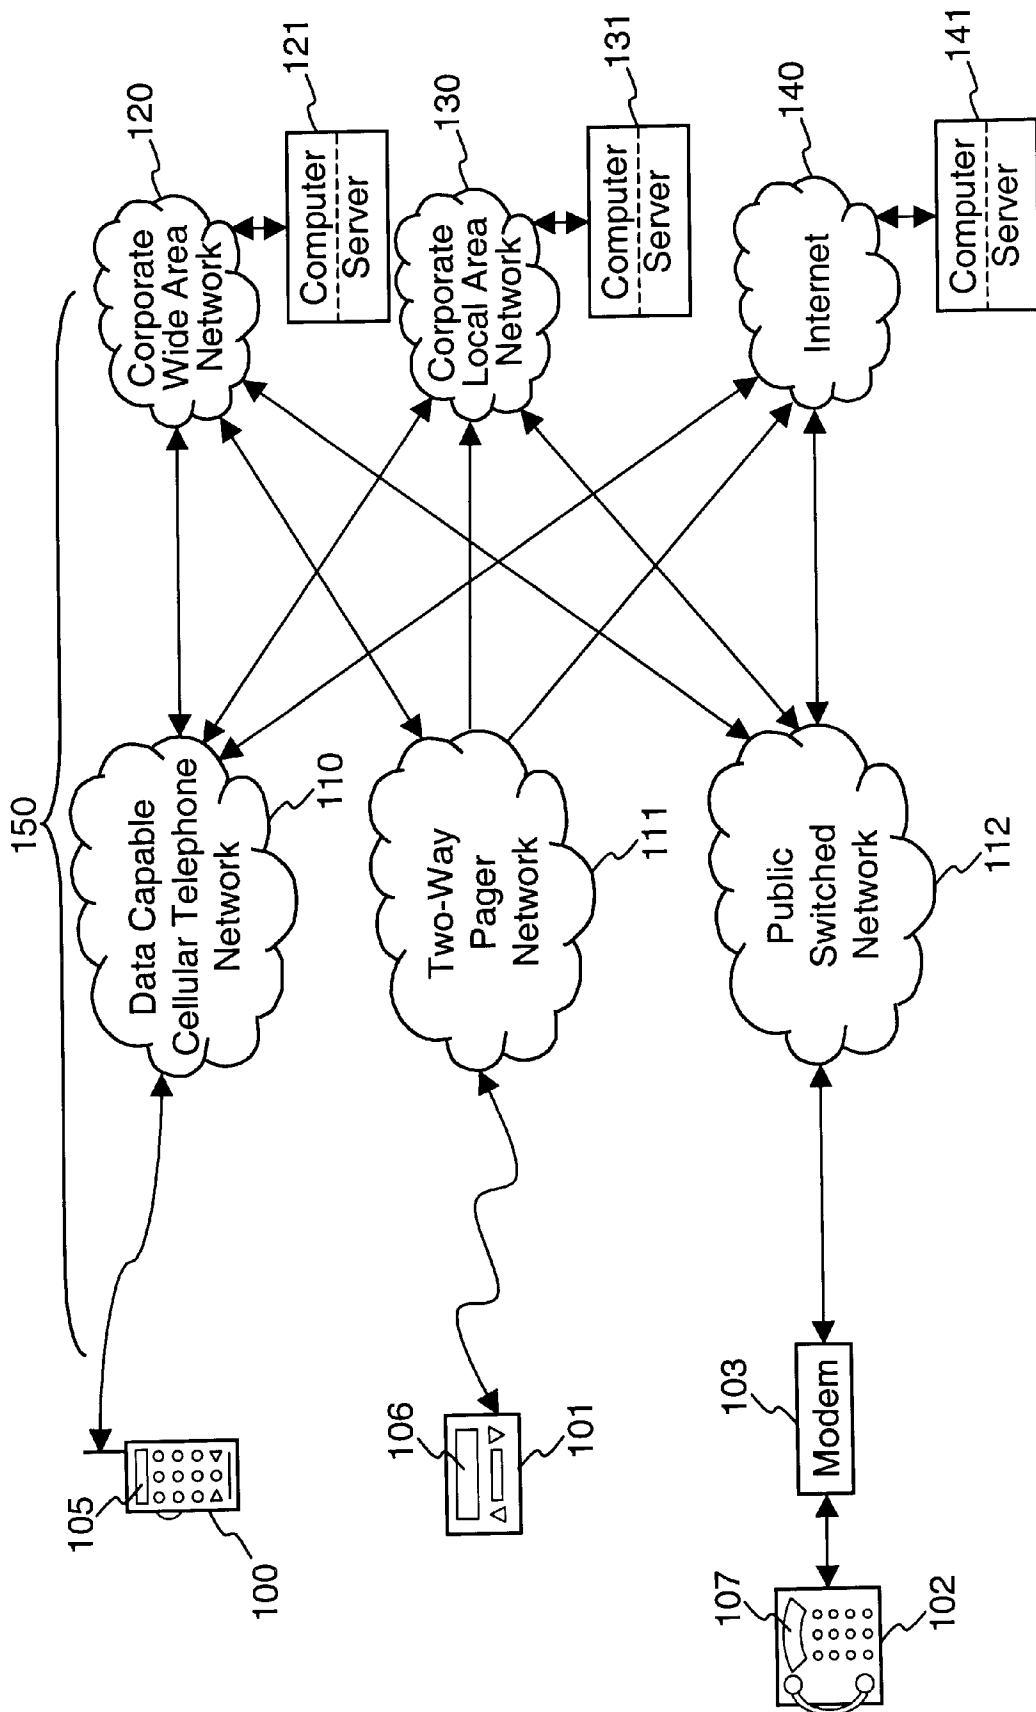 150
105
100
Data Capable
Cellular Telephone
Network
110
Corporate
Wide Area
Network
120
Computer
Server
121
106
101
Two-Way
Pager
Network
111
Corporate
Local Area
Network
130
Computer
Server
131
107
102
103
Modem
Public
Switched
Network
112
Internet
140
Computer
Server
141